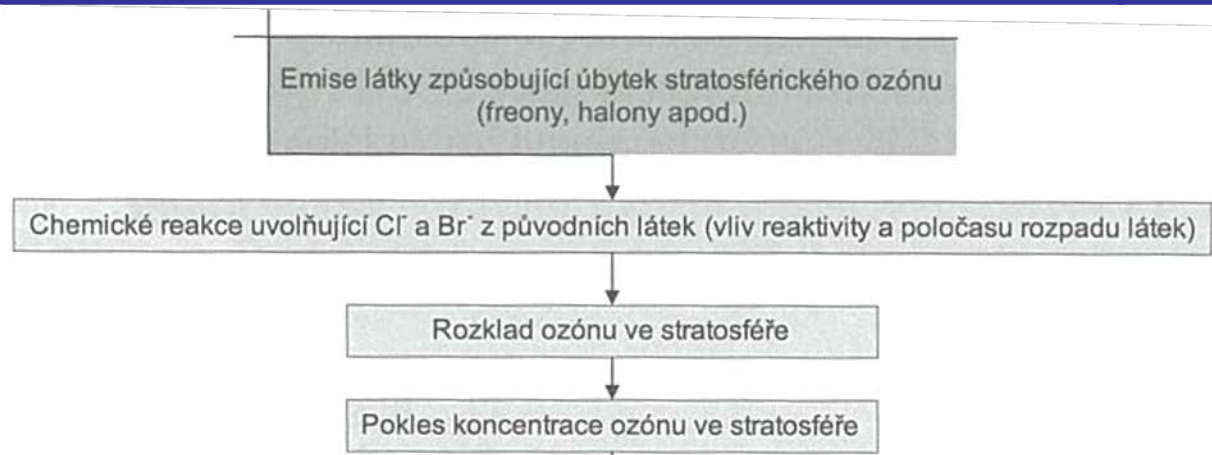 Emise látky způsobující úbytek stratosférického ozónu
(freony, halony apod.)
Chemické reakce uvolňující Cl⁻ a Br⁻ z původních látek (vliv reaktivity a poločasu rozpadu látek)
Rozklad ozónu ve stratosféře
Pokles koncentrace ozónu ve stratosféře